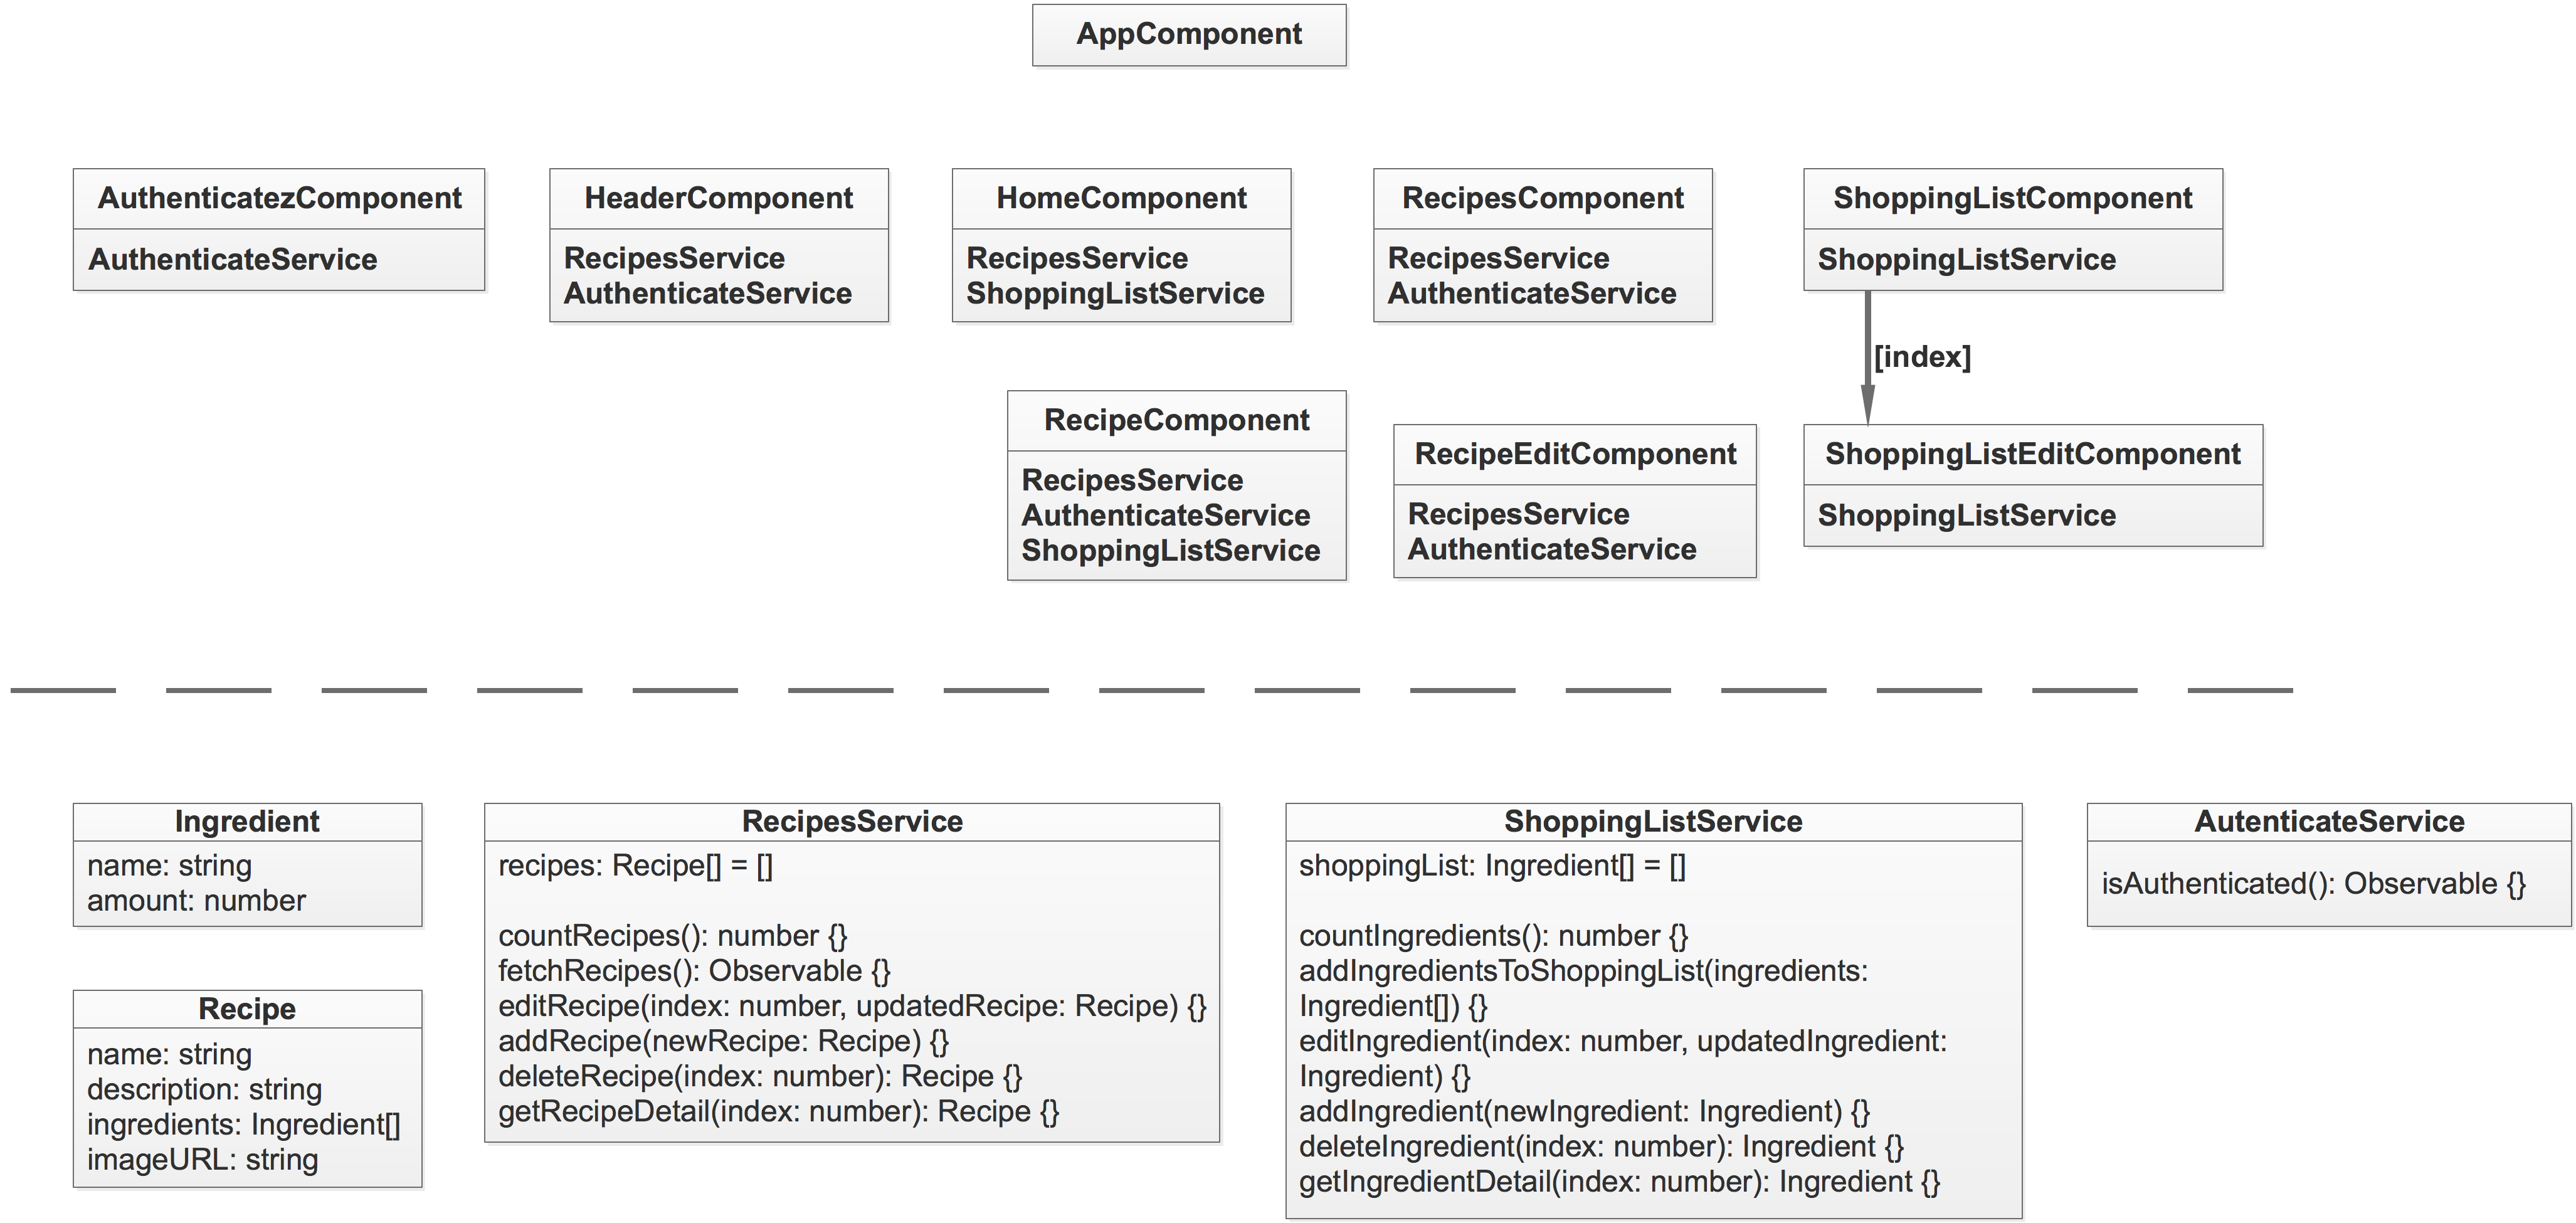 AppComponent
AuthenticatezComponent
AuthenticateService
HeaderComponent
RecipesService
AuthenticateService
HomeComponent
RecipesService
ShoppingListService
RecipesComponent
RecipesService
AuthenticateService
ShoppingListComponent
ShoppingListService
[index]
RecipeComponent
RecipesService
AuthenticateService
ShoppingListService
RecipeEditComponent
RecipesService
AuthenticateService
ShoppingListEditComponent
ShoppingListService
Ingredient
name: string
amount: number
Recipe
name: string
description: string
ingredients: Ingredient[]
imageURL: string
RecipesService
recipes: Recipe[] = []
countRecipes(): number {}
fetchRecipes(): Observable {}
editRecipe(index: number, updatedRecipe: Recipe) {}
addRecipe(newRecipe: Recipe) {}
deleteRecipe(index: number): Recipe {}
getRecipeDetail(index: number): Recipe {}
ShoppingListService
shoppingList: Ingredient[] = []
countIngredients(): number {}
addIngredientsToShoppingList(ingredients:
Ingredient[]) {}
editIngredient(index: number, updatedIngredient:
Ingredient) {}
addIngredient(newIngredient: Ingredient) {}
deleteIngredient(index: number): Ingredient {}
getIngredientDetail(index: number): Ingredient {}
AutenticateService
isAuthenticated(): Observable {}